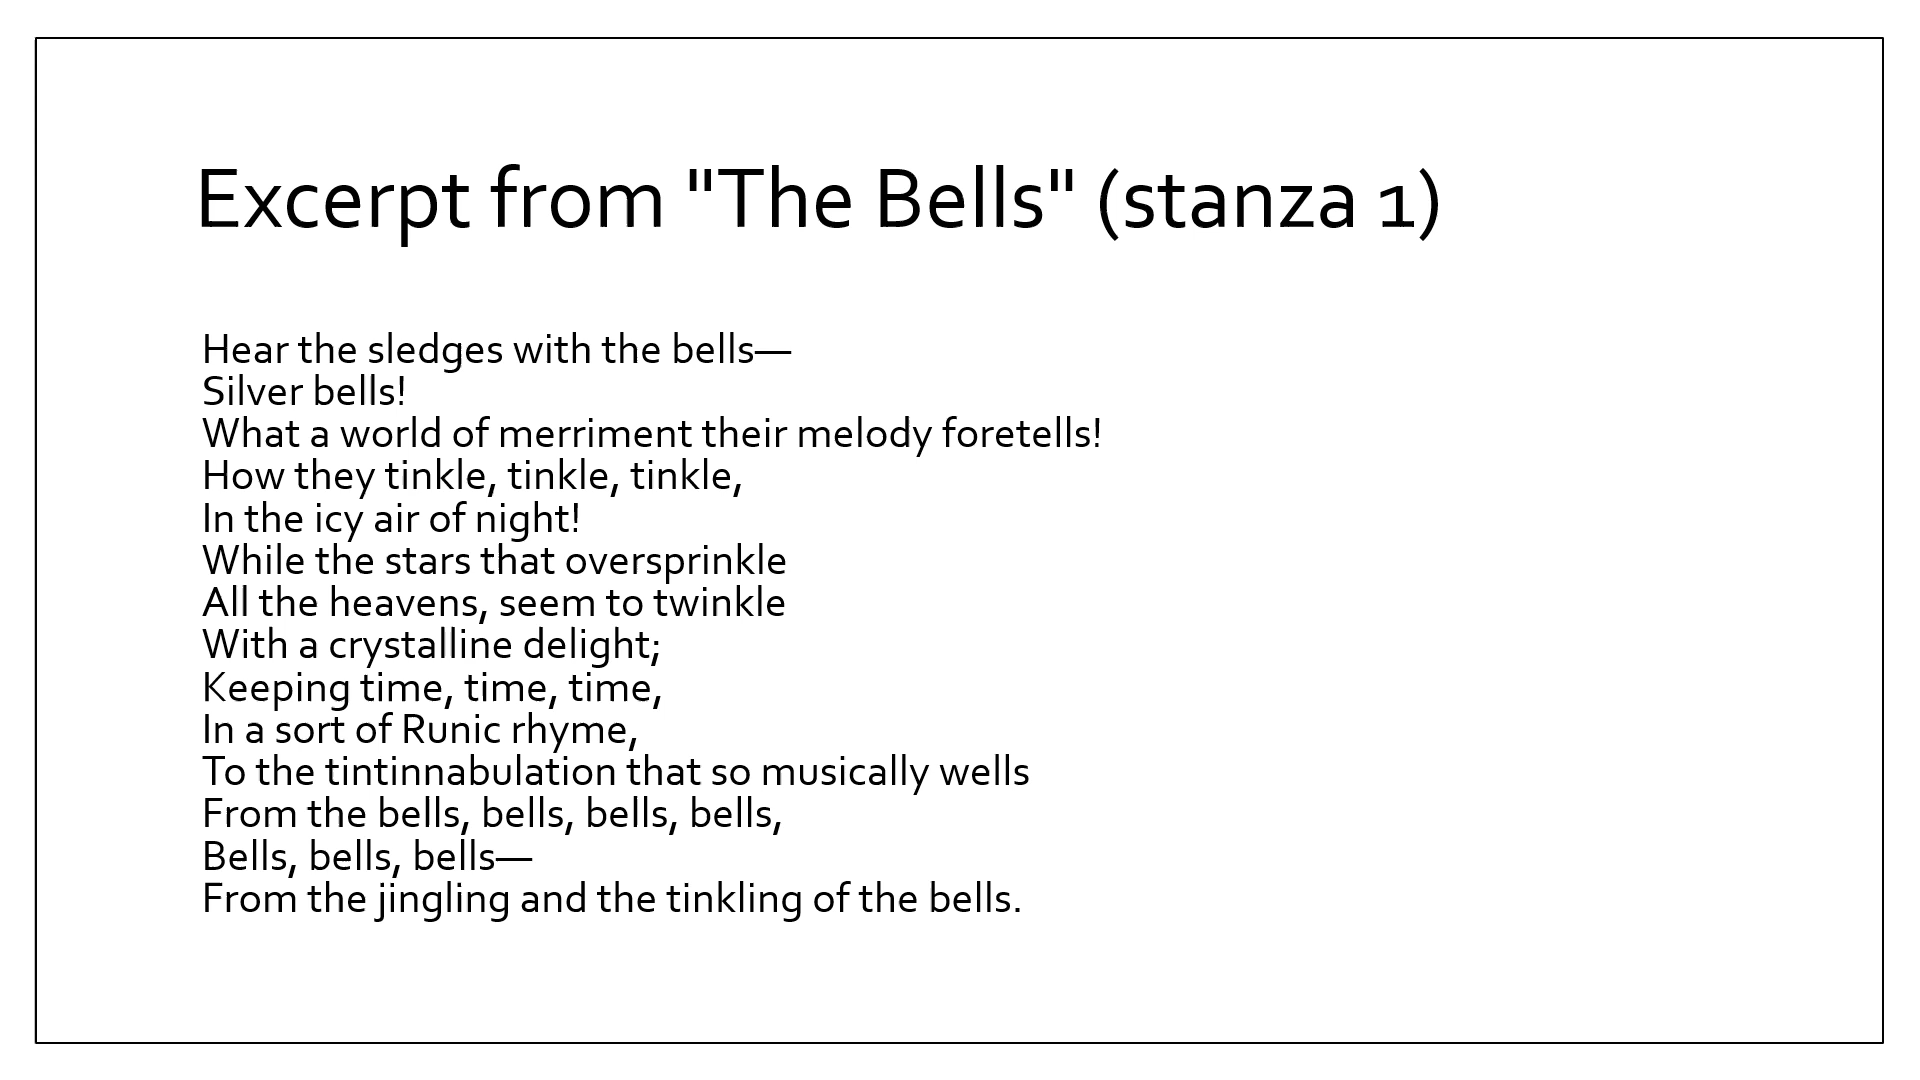 Excerpt from "The Bells" (stanza 1)
Hear the sledges with the bells—
Silver bells!
What a world of merriment their melody foretells!
How they tinkle, tinkle, tinkle,
In the icy air of night!
While the stars that oversprinkle
All the heavens, seem to twinkle
With a crystalline delight;
Keeping time, time, time,
In a sort of Runic rhyme,
To the tintinnabulation that so musically wells
From the bells, bells, bells, bells,
Bells, bells, bells—
From the jingling and the tinkling of the bells.